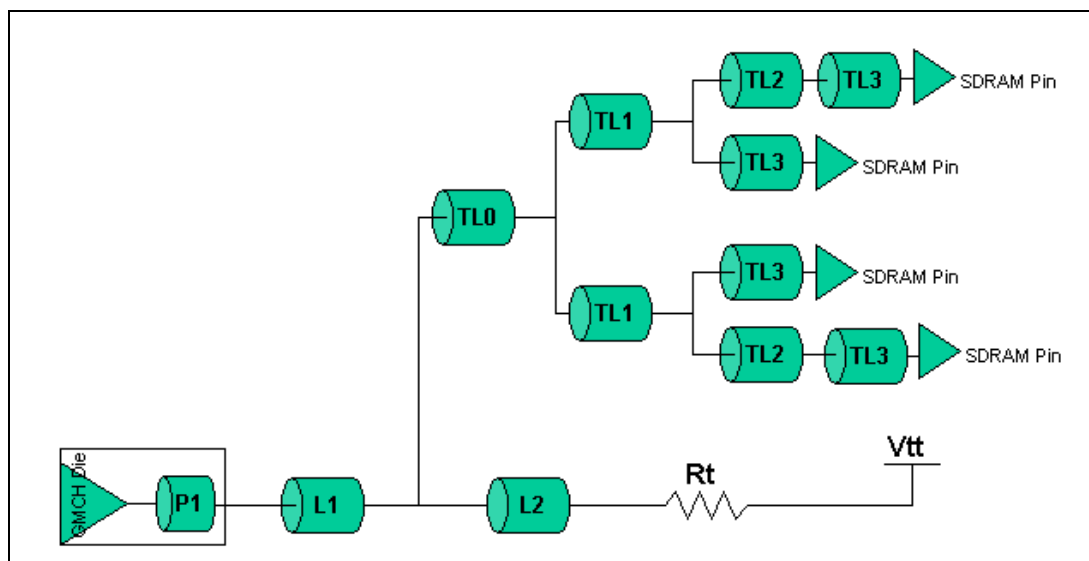 TL2
TL3
SDRAM Pin
TL1
TL3
SDRAM Pin
TL0
TL3
SDRAM Pin
TL1
TL2
TL3
SDRAM Pin
Vtt
Rt
GMCH Die
P1
L1
L2